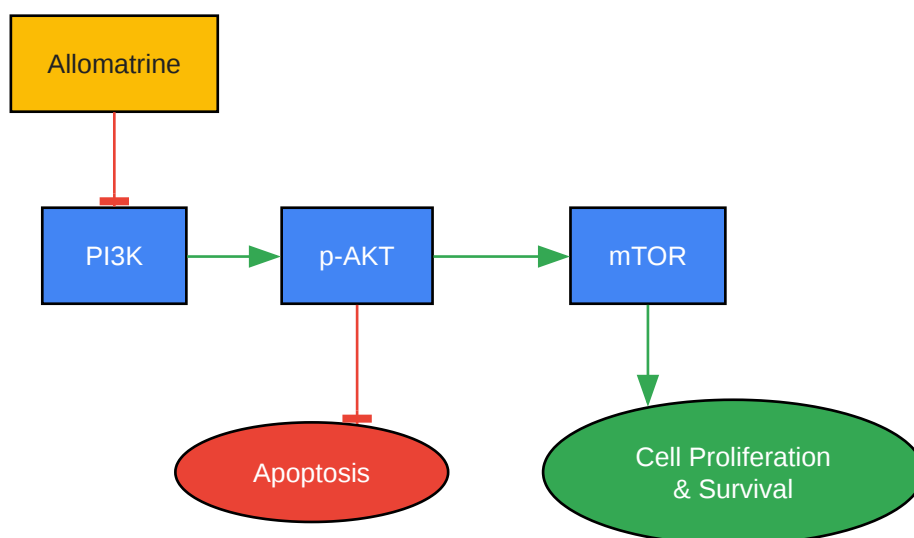 Allomatrine
PI3K
p-AKT
mTOR
Apoptosis
Cell Proliferation
& Survival